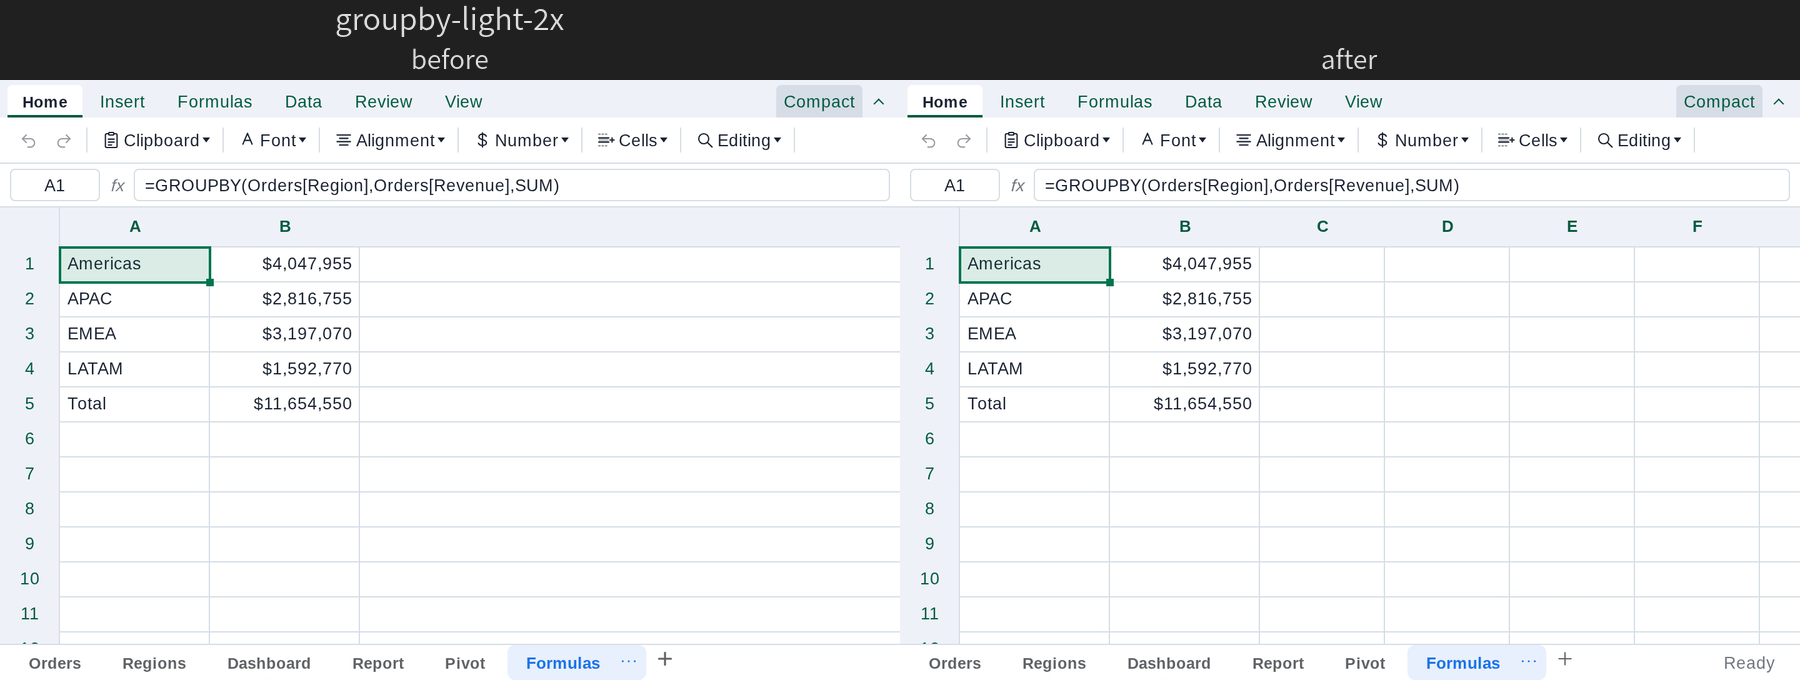 groupby-light-2x
before
after
Home Insert Formulas Data Review View Compact
Clipboard Font Alignment $ Number Cells Editing
A1 fx =GROUPBY(Orders[Region],Orders[Revenue],SUM)
A B
1 Americas $4,047,955
2 APAC $2,816,755
3 EMEA $3,197,070
4 LATAM $1,592,770
5 Total $11,654,550
6
7
8
9
10
11
Orders Regions Dashboard Report Pivot Formulas ... +
Home Insert Formulas Data Review View Compact
Clipboard Font Alignment $ Number Cells Editing
A1 fx =GROUPBY(Orders[Region],Orders[Revenue],SUM)
A B C D E F
1 Americas $4,047,955
2 APAC $2,816,755
3 EMEA $3,197,070
4 LATAM $1,592,770
5 Total $11,654,550
6
7
8
9
10
11
Orders Regions Dashboard Report Pivot Formulas ... + Ready